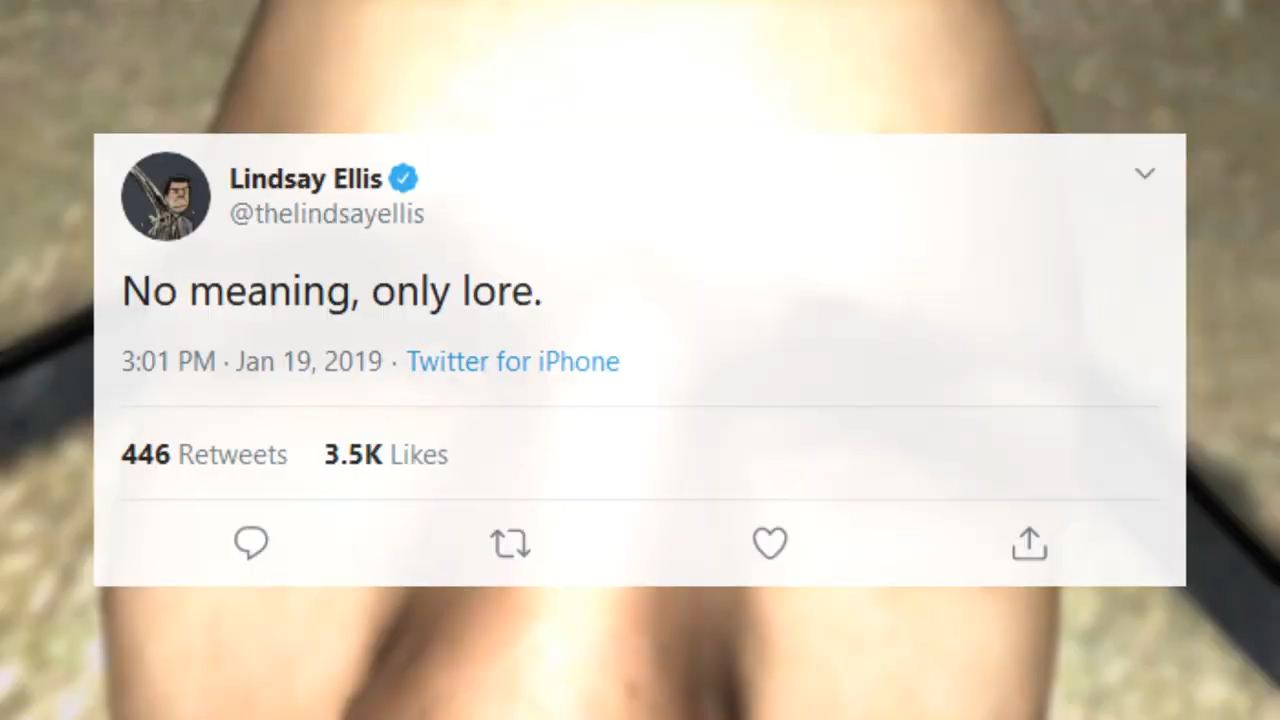 Lindsay Ellis
@thelindsayellis
No meaning, only lore.
3:01 PM · Jan 19, 2019 · Twitter for iPhone
446 Retweets 3.5K Likes